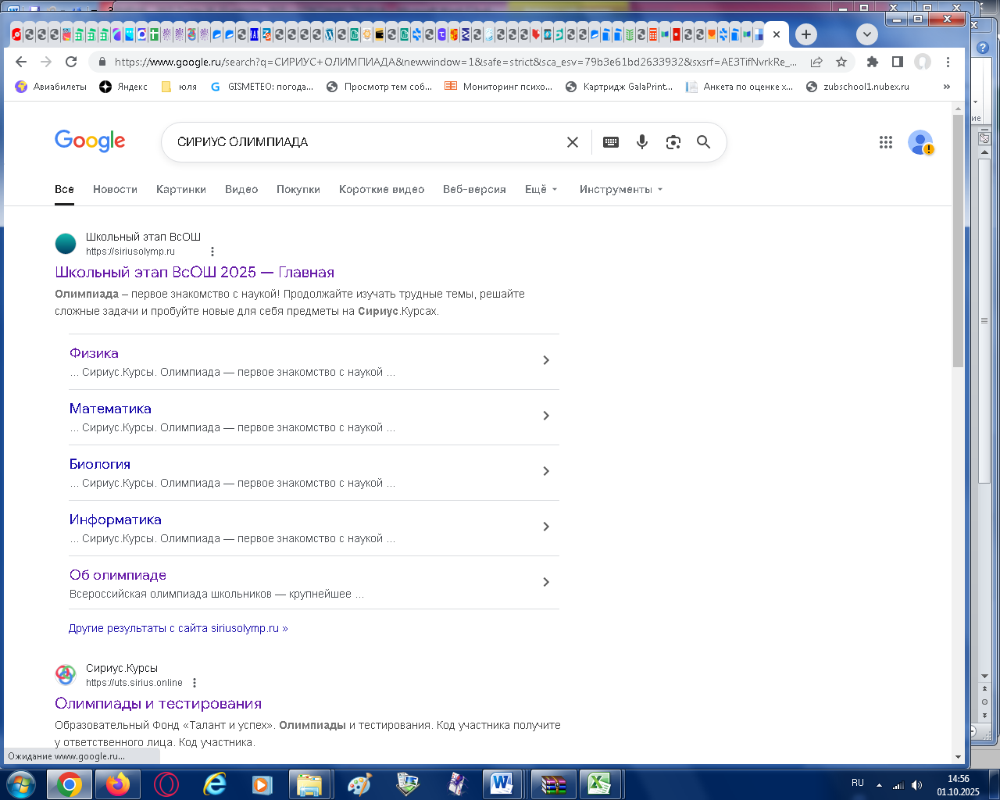 https://www.google.ru/search?q=СИРИУС+ОЛИМПИАДА&newwindow=1&safe=strict&sca_esv=79b3e61bd2633932&sxsrf=AE3TifNvrkRe_...
Авиабилеты
Яндекс
юля
GISMETEO: погода...
Просмотр тем соб...
Мониторинг психо...
Картридж GalaPrint...
Анкета по оценке х...
zubschool1.nubex.ru
»
Google
СИРИУС ОЛИМПИАДА
Все
Новости
Картинки
Видео
Покупки
Короткие видео
Веб-версия
Ещё
Инструменты
Школьный этап ВсОШ
https://siriusolymp.ru
Школьный этап ВсОШ 2025 — Главная
Олимпиада – первое знакомство с наукой! Продолжайте изучать трудные темы, решайте
сложные задачи и пробуйте новые для себя предметы на Сириус.Курсах.
Физика
... Сириус.Курсы. Олимпиада — первое знакомство с наукой ...
Математика
... Сириус.Курсы. Олимпиада — первое знакомство с наукой ...
Биология
... Сириус.Курсы. Олимпиада — первое знакомство с наукой ...
Информатика
... Сириус.Курсы. Олимпиада — первое знакомство с наукой ...
Об олимпиаде
Всероссийская олимпиада школьников — крупнейшее ...
Другие результаты с сайта siriusolymp.ru »
Сириус.Курсы
https://uts.sirius.online
Олимпиады и тестирования
Образовательный Фонд «Талант и успех». Олимпиады и тестирования. Код участника получите
у ответственного лица. Код участника.
Ожидание www.google.ru...
RU
14:56
01.10.2025